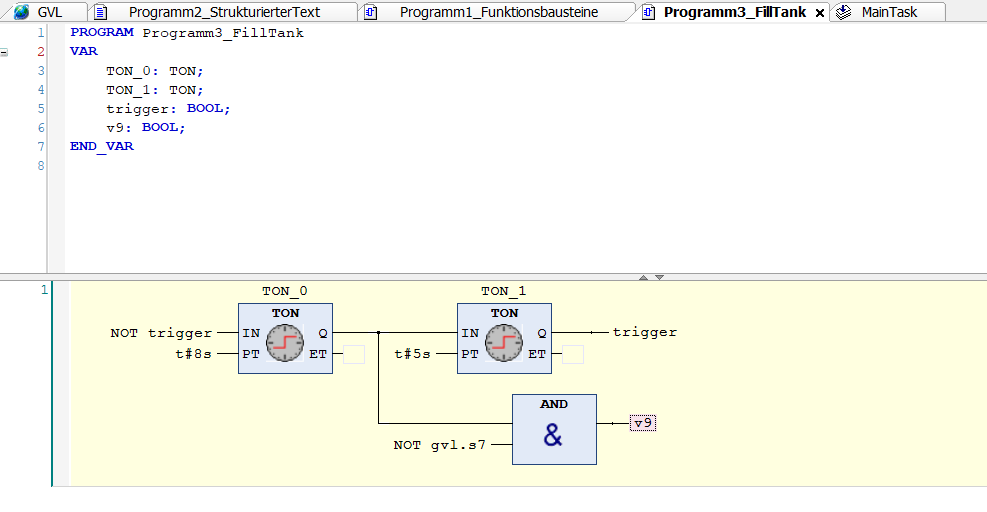 GVL Programm2_StrukturierterText Programm1_Funktionsbausteine Programm3_FillTank x MainTask
1 PROGRAM Programm3_FillTank
2 VAR
3 TON_0: TON;
4 TON_1: TON;
5 trigger: BOOL;
6 v9: BOOL;
7 END_VAR
8
1 TON_0 TON_1
TON TON
NOT trigger IN Q IN Q trigger
t#8s PT ET t#5s PT ET
AND
& v9
NOT gvl.s7